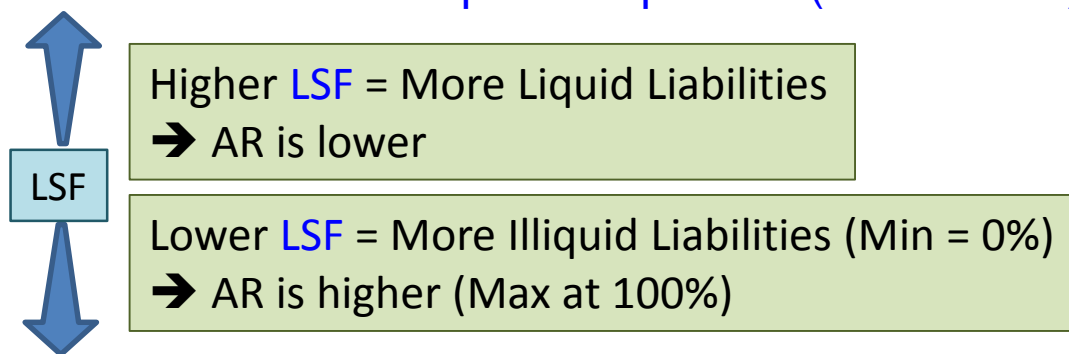 Higher LSF = More Liquid Liabilities
➔ AR is lower
LSF
Lower LSF = More Illiquid Liabilities (Min = 0%)
➔ AR is higher (Max at 100%)